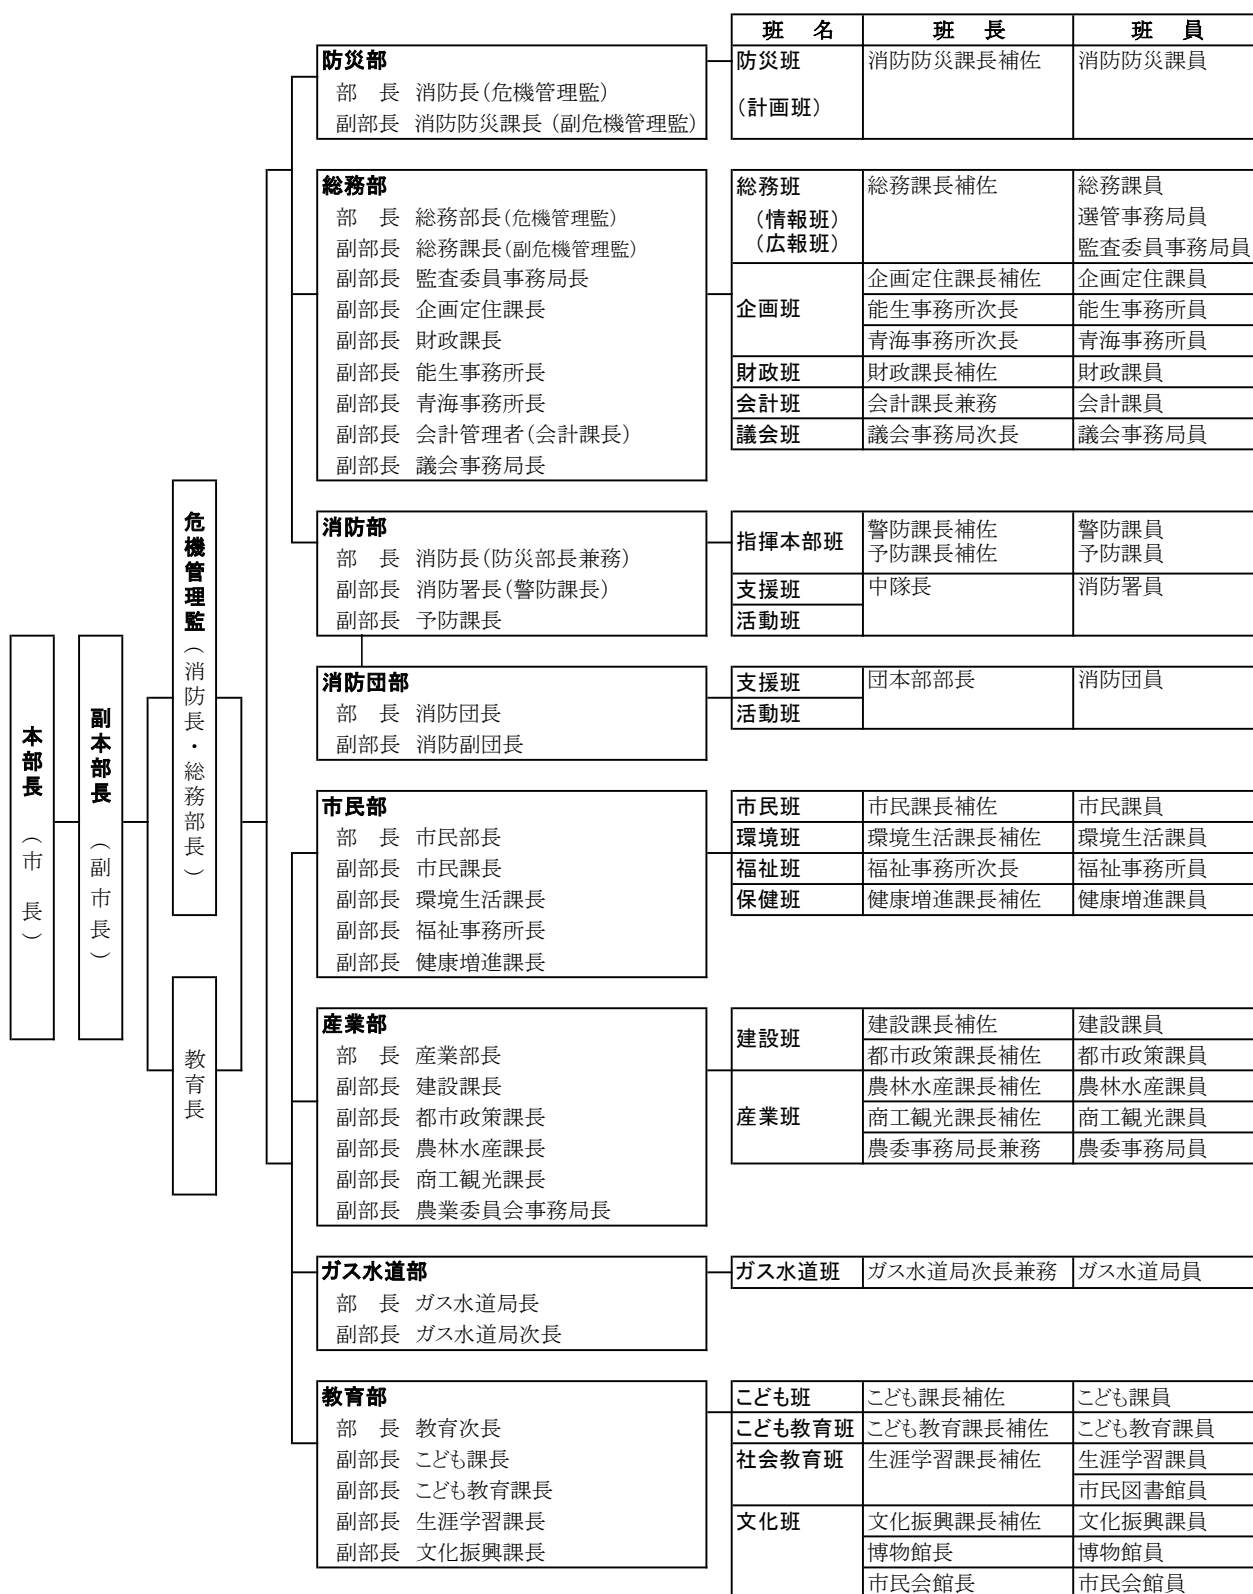 班　名　班　長　班　員
防災部
部　長 消防長（危機管理監）
副部長 消防防災課長（副危機管理監）
防災班 消防防災課長補佐 消防防災課員
（計画班）
総務部
部　長 総務部長（危機管理監）
副部長 総務課長（副危機管理監）
副部長 監査委員事務局長
副部長 企画定住課長
副部長 財政課長
副部長 能生事務所長
副部長 青海事務所長
副部長 会計管理者（会計課長）
副部長 議会事務局長
総務班 総務課長補佐 総務課員
（情報班） 選管事務局員
（広報班） 監査委員事務局員
企画班
企画定住課長補佐 企画定住課員
能生事務所次長 能生事務所員
青海事務所次長 青海事務所員
財政班 財政課長補佐 財政課員
会計班 会計課長兼務 会計課員
議会班 議会事務局次長 議会事務局員
消防部
部　長 消防長（防災部長兼務）
副部長 消防署長（警防課長）
副部長 予防課長
指揮本部班
警防課長補佐 警防課員
予防課長補佐 予防課員
支援班 中隊長 消防署員
活動班
消防団部
部　長 消防団長
副部長 消防副団長
支援班 団本部部長 消防団員
活動班
本部長（市　長）
副本部長（副市長）
危機管理監（消防長・総務部長）
教育長
市民部
部　長 市民部長
副部長 市民課長
副部長 環境生活課長
副部長 福祉事務所長
副部長 健康増進課長
市民班 市民課長補佐 市民課員
環境班 環境生活課長補佐 環境生活課員
福祉班 福祉事務所次長 福祉事務所員
保健班 健康増進課長補佐 健康増進課員
産業部
部　長 産業部長
副部長 建設課長
副部長 都市政策課長
副部長 農林水産課長
副部長 商工観光課長
副部長 農業委員会事務局長
建設班
建設課長補佐 建設課員
都市政策課長補佐 都市政策課員
産業班
農林水産課長補佐 農林水産課員
商工観光課長補佐 商工観光課員
農委事務局長兼務 農委事務局員
ガス水道部
部　長 ガス水道局長
副部長 ガス水道局次長
ガス水道班 ガス水道局次長兼務 ガス水道局員
教育部
部　長 教育次長
副部長 こども課長
副部長 こども教育課長
副部長 生涯学習課長
副部長 文化振興課長
こども班 こども課長補佐 こども課員
こども教育班 こども教育課長補佐 こども教育課員
社会教育班 生涯学習課長補佐 生涯学習課員
市民図書館員
文化班 文化振興課長補佐 文化振興課員
博物館長 博物館員
市民会館長 市民会館員